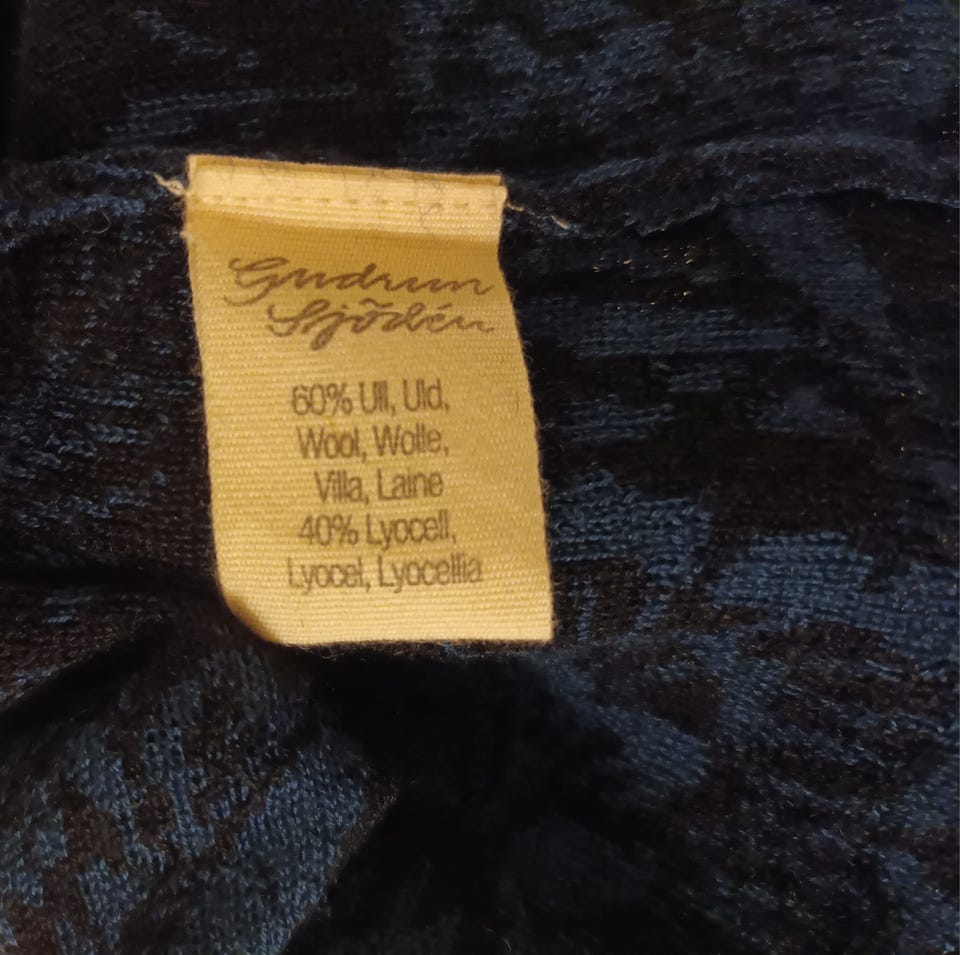 Gudrun
Sjödén
60% Ull, Uld,
Wool, Wolle,
Villa, Laine
40% Lyocell,
Lyocel, Lyocellia